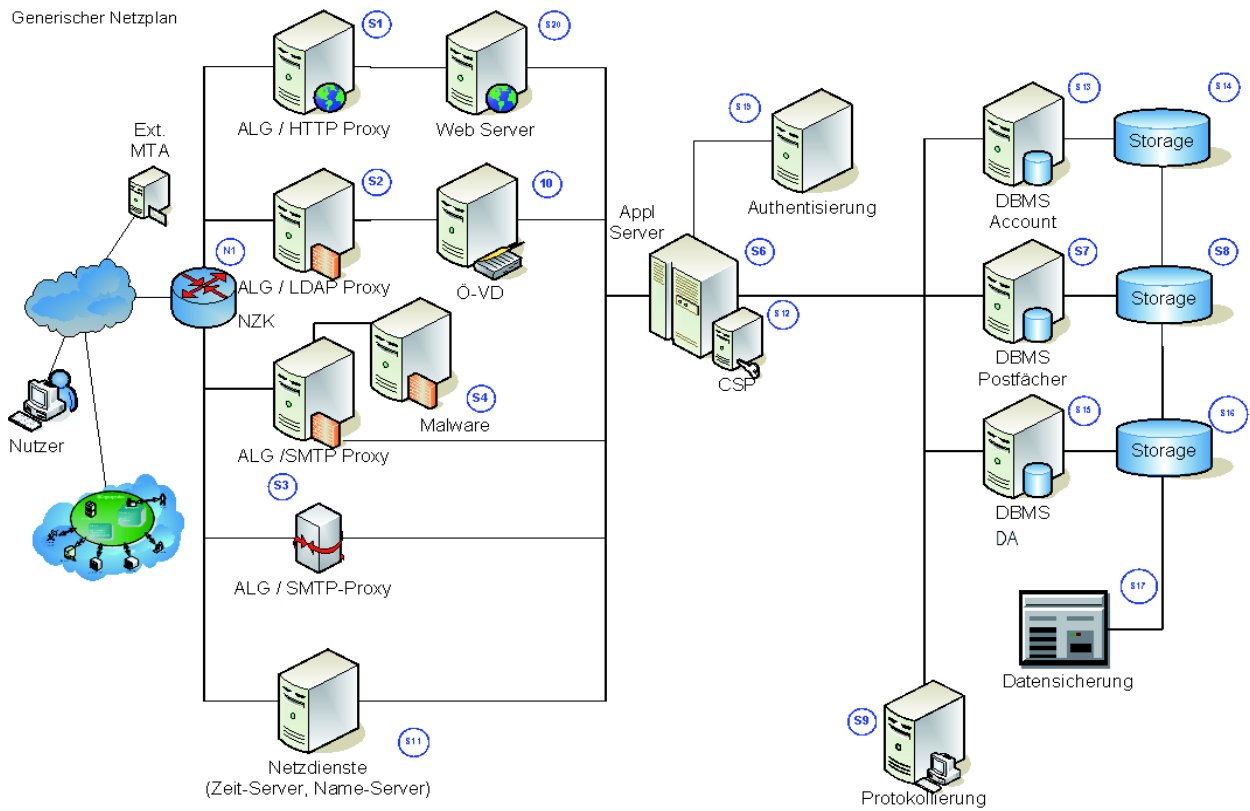 Generischer Netzplan
S1
S20
ALG / HTTP Proxy
Web Server
Ext.
MTA
S2
10
ALG / LDAP Proxy
Ö-VD
N1
NZK
Nutzer
S4
Malware
ALG /SMTP Proxy
S3
ALG / SMTP-Proxy
S11
Netzdienste
(Zeit-Server, Name-Server)
S19
Authentisierung
Appl
Server
S6
S12
CSP
S13
S14
Storage
DBMS
Account
S7
S8
Storage
DBMS
Postfächer
S15
S16
Storage
DBMS
DA
S17
Datensicherung
S9
Protokollierung